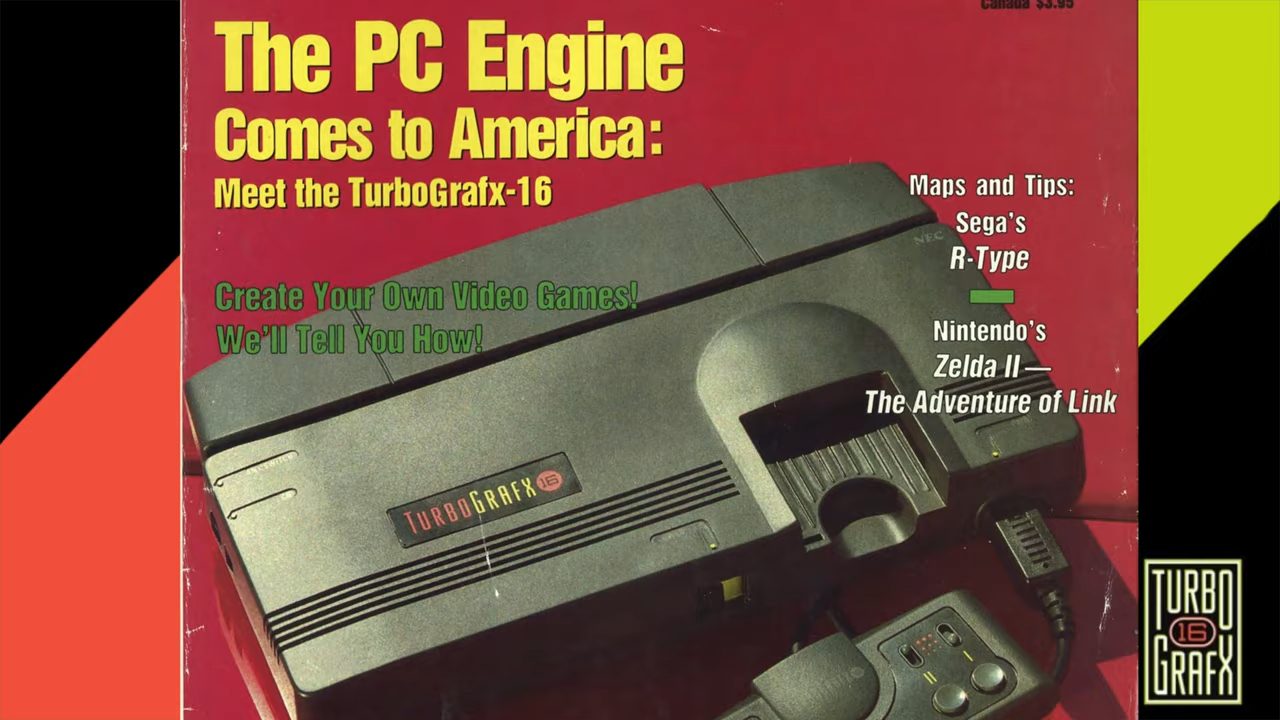 Canada $3.95
The PC Engine
Comes to America:
Meet the TurboGrafx-16
Maps and Tips:
Sega's
R-Type
Create Your Own Video Games!
We'll Tell You How!
Nintendo's
Zelda II —
The Adventure of Link
NEC
TURBOGRAFX 16
I
II
TURBO
16
GRAFX